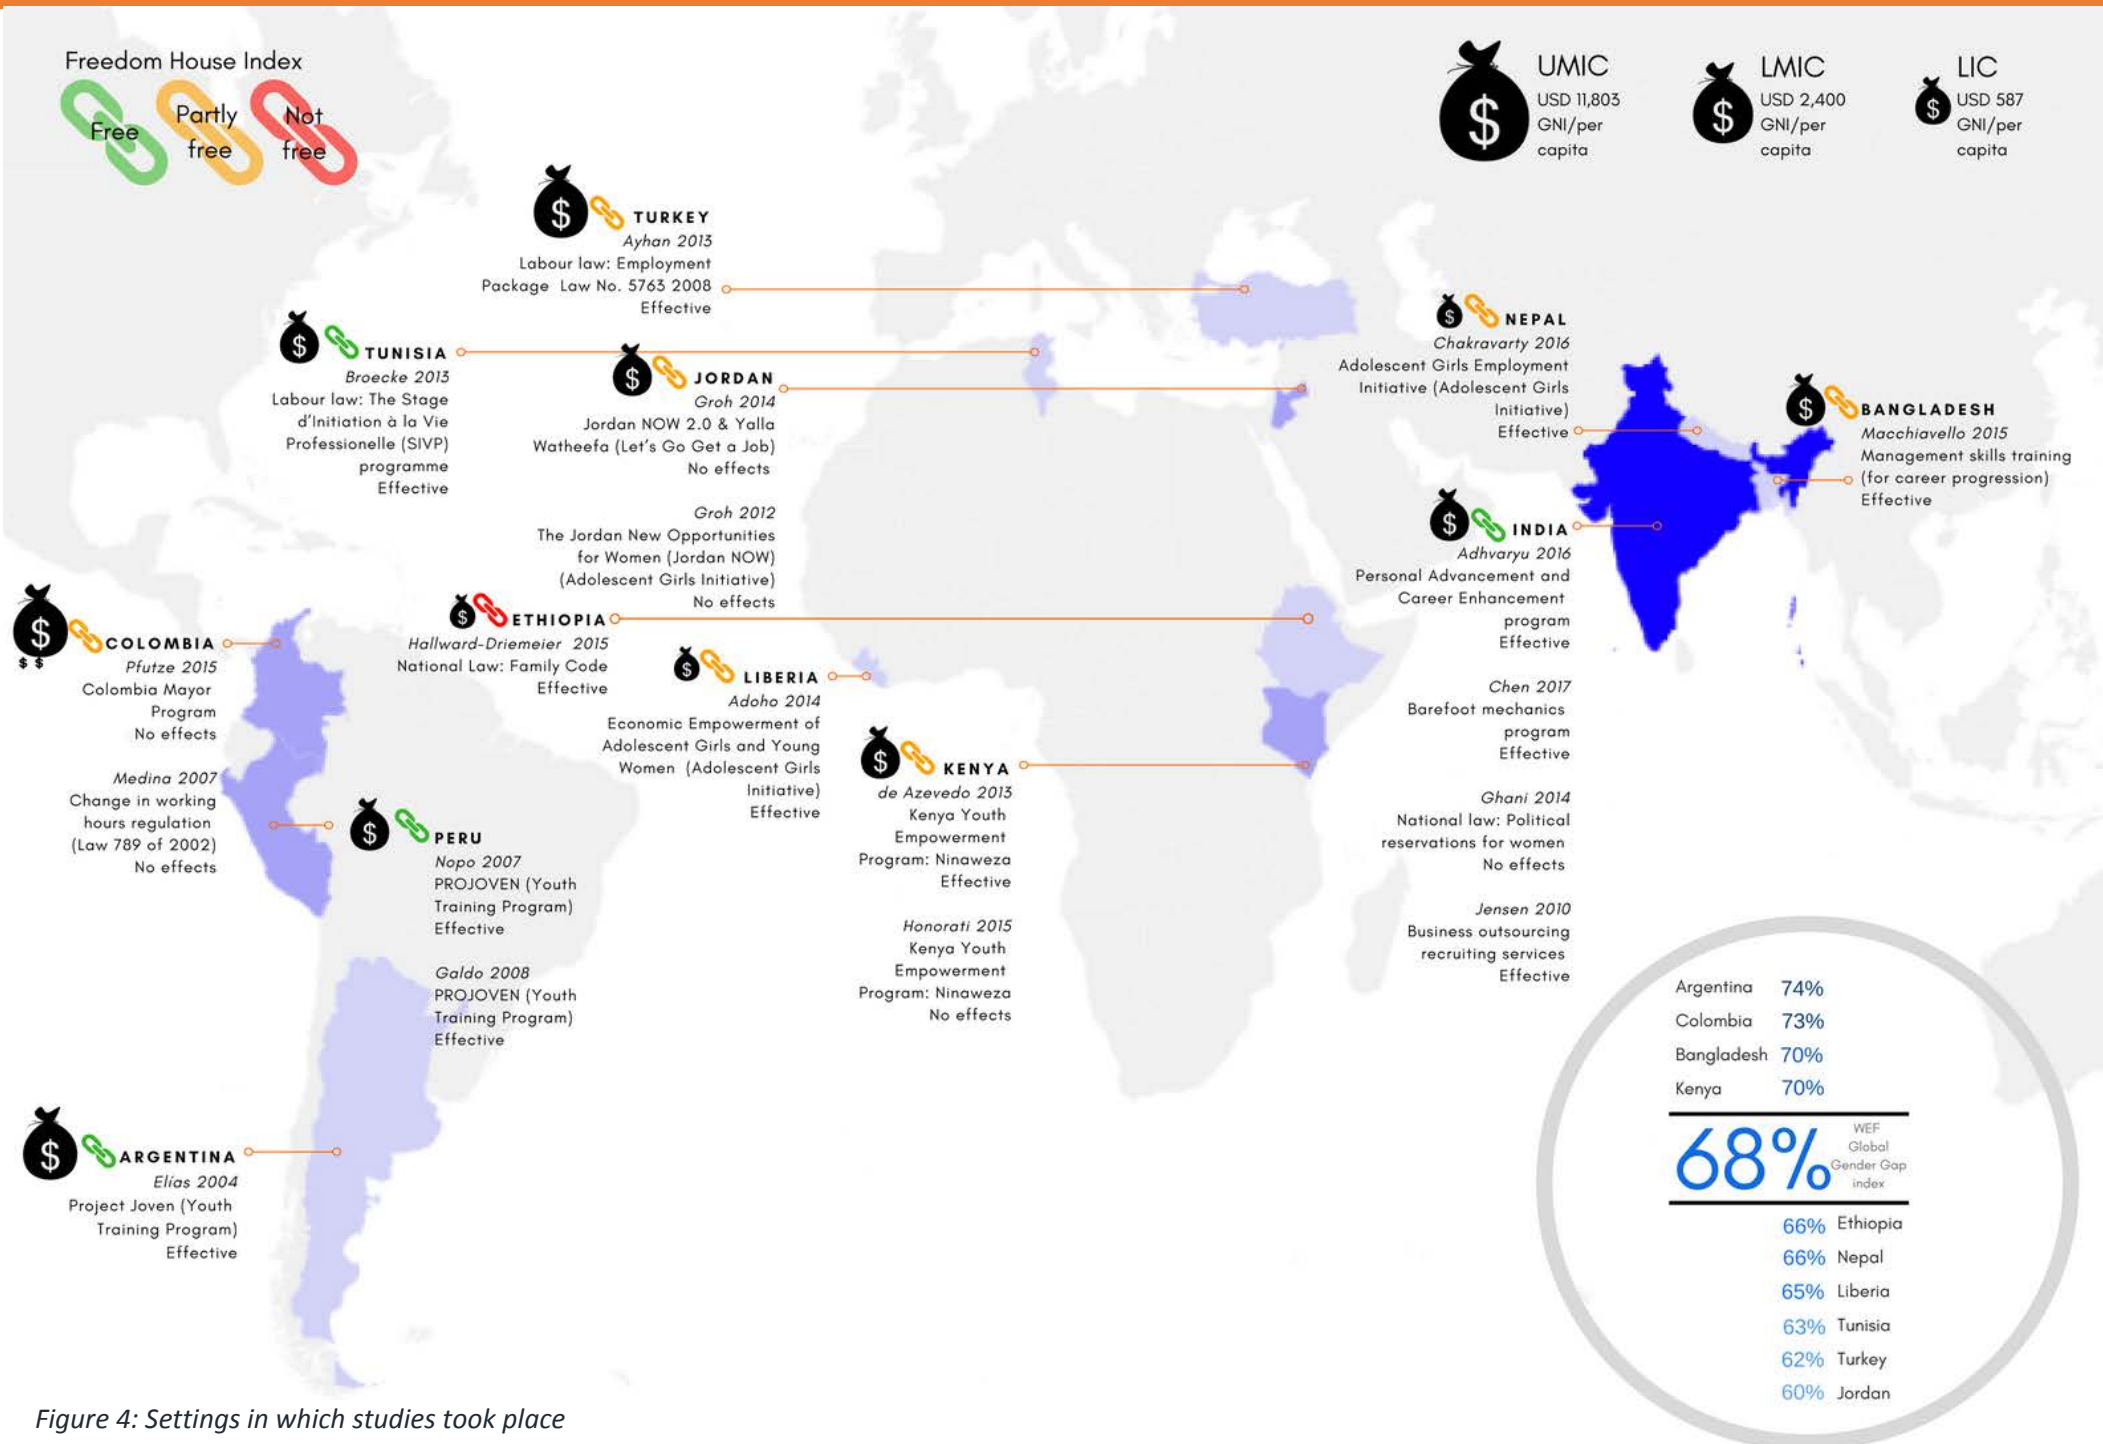 Freedom House Index
Free
Partly
free
Not
free
UMIC
USD 11,803
GNI/per
capita
LMIC
USD 2,400
GNI/per
capita
LIC
USD 587
GNI/per
capita
TURKEY
Ayhan 2013
Labour law: Employment
Package Law No. 5763 2008
Effective
TUNISIA
Broecke 2013
Labour law: The Stage
d'Initiation à la Vie
Professionelle (SIVP)
programme
Effective
JORDAN
Groh 2014
Jordan NOW 2.0 & Yalla
Watheefa (Let's Go Get a Job)
No effects
Groh 2012
The Jordan New Opportunities
for Women (Jordan NOW)
(Adolescent Girls Initiative)
No effects
NEPAL
Chakravarty 2016
Adolescent Girls Employment
Initiative (Adolescent Girls
Initiative)
Effective
BANGLADESH
Macchiavello 2015
Management skills training
(for career progression)
Effective
INDIA
Adhvaryu 2016
Personal Advancement and
Career Enhancement
program
Effective
Chen 2017
Barefoot mechanics
program
Effective
Ghani 2014
National law: Political
reservations for women
No effects
Jensen 2010
Business outsourcing
recruiting services
Effective
ETHIOPIA
Hallward-Driemeier 2015
National Law: Family Code
Effective
COLOMBIA
Pfutze 2015
Colombia Mayor
Program
No effects
Medina 2007
Change in working
hours regulation
(Law 789 of 2002)
No effects
LIBERIA
Adoho 2014
Economic Empowerment of
Adolescent Girls and Young
Women (Adolescent Girls
Initiative)
Effective
KENYA
de Azevedo 2013
Kenya Youth
Empowerment
Program: Ninaweza
Effective
Honorati 2015
Kenya Youth
Empowerment
Program: Ninaweza
No effects
PERU
Nopo 2007
PROJOVEN (Youth
Training Program)
Effective
Galdo 2008
PROJOVEN (Youth
Training Program)
Effective
ARGENTINA
Elías 2004
Project Joven (Youth
Training Program)
Effective
Argentina 74%
Colombia 73%
Bangladesh 70%
Kenya 70%
68%
WEF
Global
Gender Gap
index
66% Ethiopia
66% Nepal
65% Liberia
63% Tunisia
62% Turkey
60% Jordan
Figure 4: Settings in which studies took place